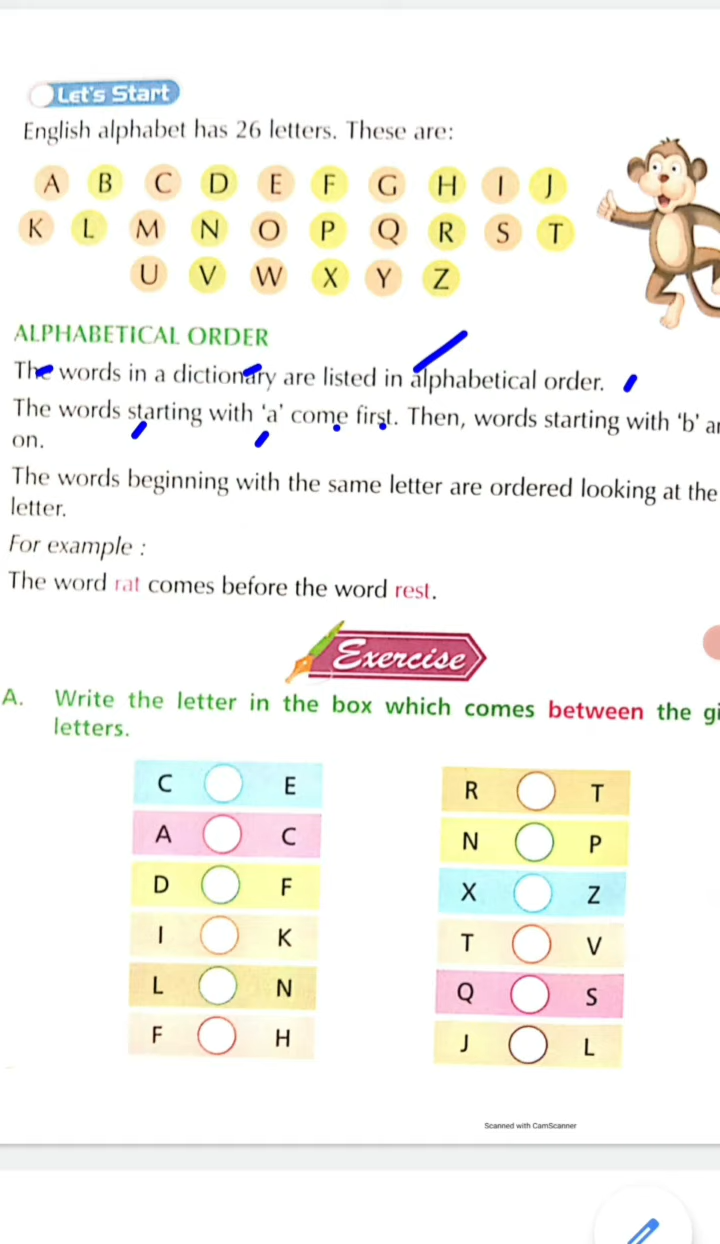 Let's Start
English alphabet has 26 letters. These are:
A B C D E F G H I J
K L M N O P Q R S T
U V W X Y Z
ALPHABETICAL ORDER
The words in a dictionary are listed in alphabetical order.
The words starting with 'a' come first. Then, words starting with 'b'
on.
The words beginning with the same letter are ordered looking at the
letter.
For example :
The word rat comes before the word rest.
Exercise
A. Write the letter in the box which comes between the
letters.
C E
A C
D F
I K
L N
F H
R T
N P
X Z
T V
Q S
J L
Scanned with CamScanner